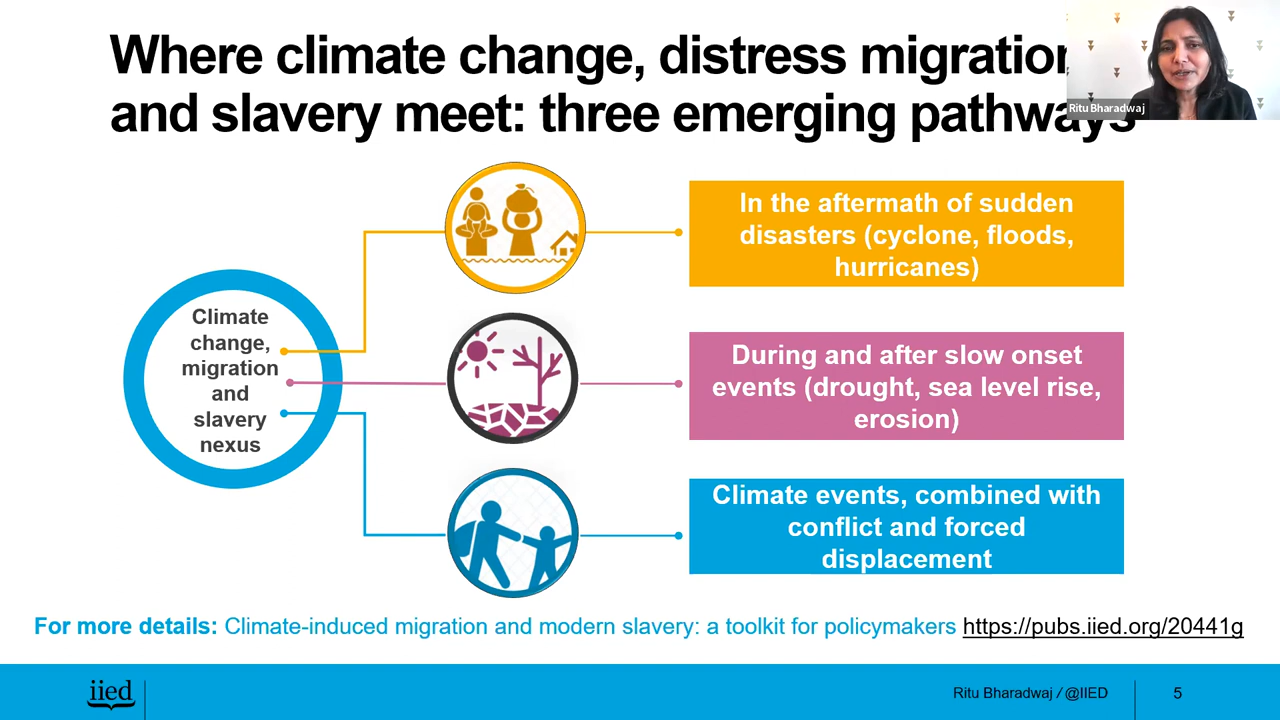 Where climate change, distress migration
and slavery meet: three emerging pathways
Ritu Bharadwaj
Climate
change,
migration
and
slavery
nexus
In the aftermath of sudden
disasters (cyclone, floods,
hurricanes)
During and after slow onset
events (drought, sea level rise,
erosion)
Climate events, combined with
conflict and forced
displacement
For more details: Climate-induced migration and modern slavery: a toolkit for policymakers https://pubs.iied.org/20441g
iied
Ritu Bharadwaj / @IIED
5